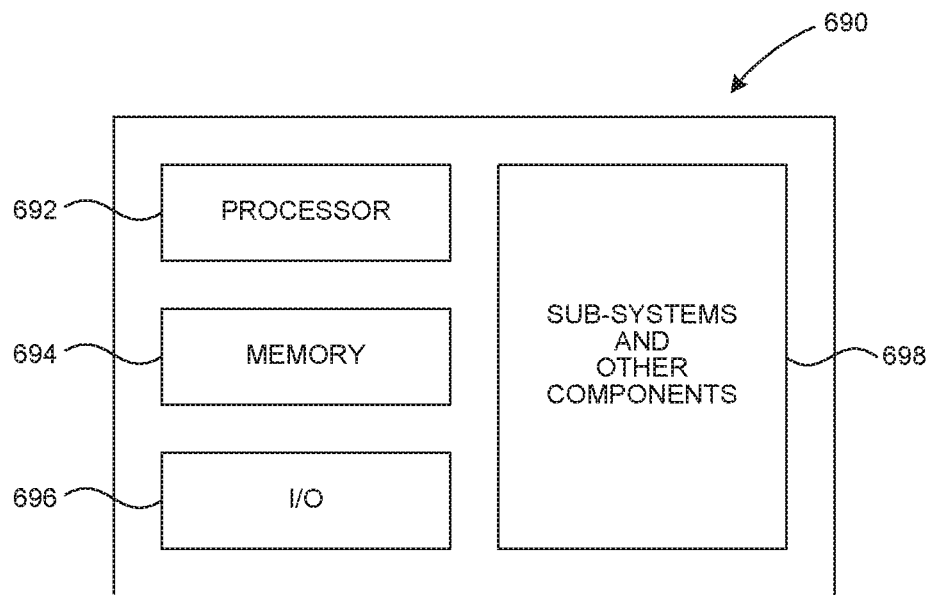 690
692
PROCESSOR
694
MEMORY
696
I/O
SUB-SYSTEMS
AND
OTHER
COMPONENTS
698